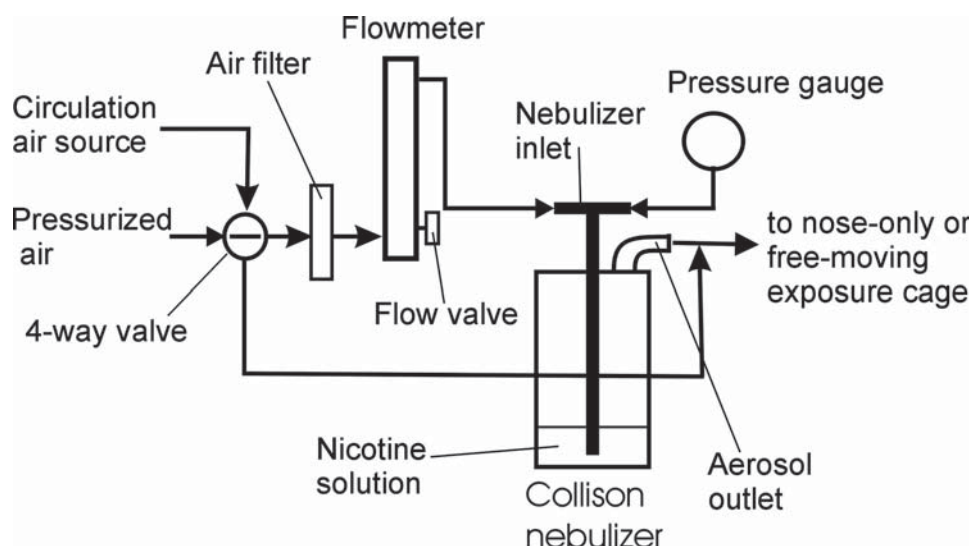 Flowmeter
Air filter
Circulation
air source
Pressure gauge
Nebulizer
inlet
Pressurized
air
to nose-only or
free-moving
exposure cage
4-way valve
Flow valve
Nicotine
solution
Aerosol
outlet
Collison
nebulizer